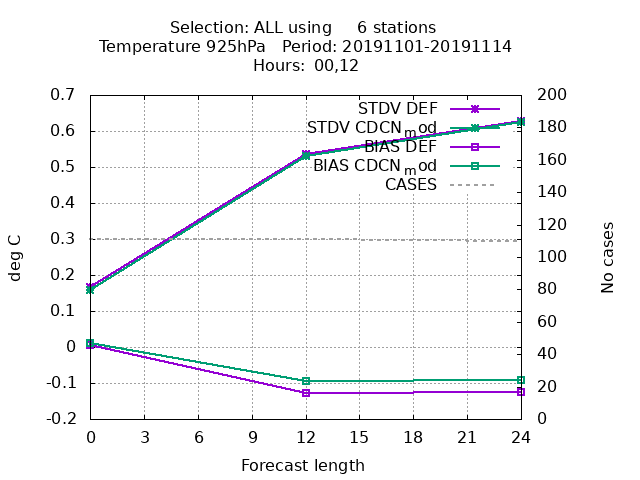 Selection: ALL using     6 stations
Temperature 925hPa   Period: 20191101-20191114
Hours: 00,12
0.7
0.6
0.5
0.4
0.3
0.2
0.1
0
-0.1
-0.2
deg C
STDV DEF
STDV CDCNmod
BIAS DEF
BIAS CDCNmod
CASES
200
180
160
140
120
100
80
60
40
20
0
No cases
0 3 6 9 12 15 18 21 24
Forecast length